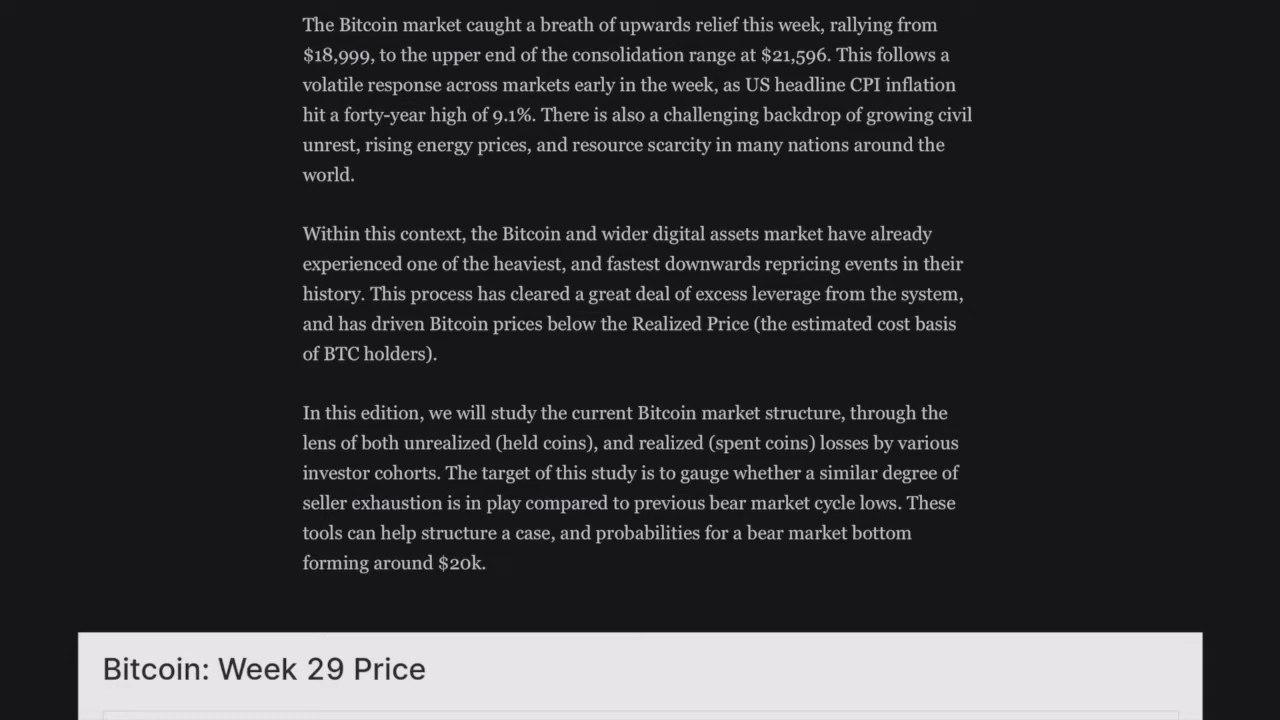 The Bitcoin market caught a breath of upwards relief this week, rallying from
$18,999, to the upper end of the consolidation range at $21,596. This follows a
volatile response across markets early in the week, as US headline CPI inflation
hit a forty-year high of 9.1%. There is also a challenging backdrop of growing civil
unrest, rising energy prices, and resource scarcity in many nations around the
world.
Within this context, the Bitcoin and wider digital assets market have already
experienced one of the heaviest, and fastest downwards repricing events in their
history. This process has cleared a great deal of excess leverage from the system,
and has driven Bitcoin prices below the Realized Price (the estimated cost basis
of BTC holders).
In this edition, we will study the current Bitcoin market structure, through the
lens of both unrealized (held coins), and realized (spent coins) losses by various
investor cohorts. The target of this study is to gauge whether a similar degree of
seller exhaustion is in play compared to previous bear market cycle lows. These
tools can help structure a case, and probabilities for a bear market bottom
forming around $20k.
Bitcoin: Week 29 Price